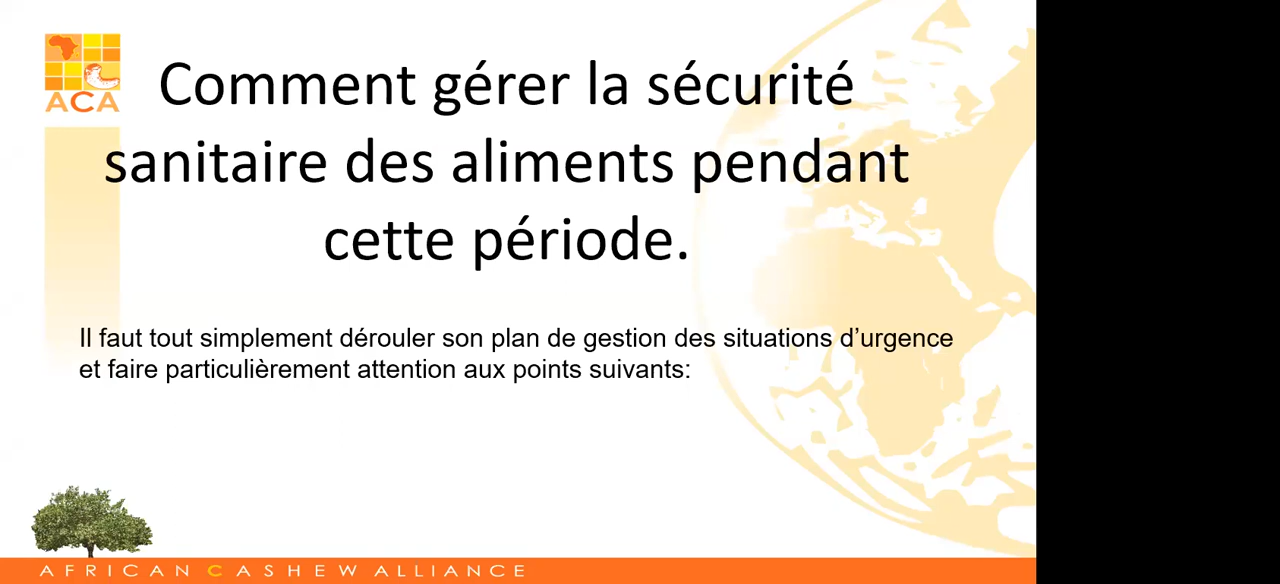 ACA
Comment gérer la sécurité
sanitaire des aliments pendant
cette période.
Il faut tout simplement dérouler son plan de gestion des situations d’urgence
et faire particulièrement attention aux points suivants:
AFRICAN CASHEW ALLIANCE